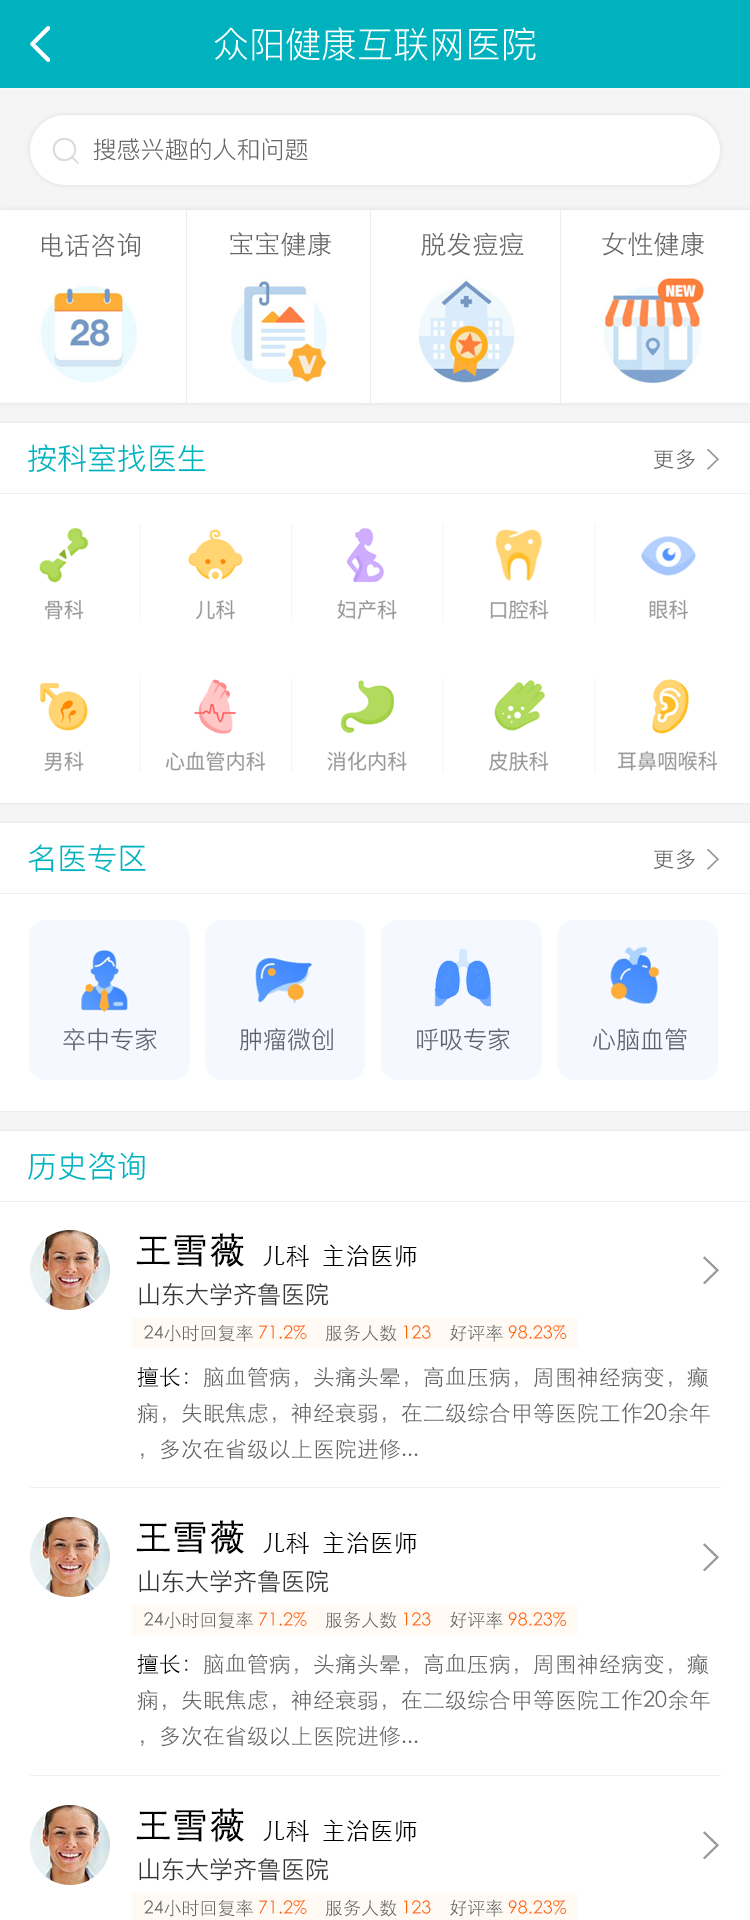 众阳健康互联网医院
搜感兴趣的人和问题
电话咨询 宝宝健康 脱发痘痘 女性健康
28 V NEW
按科室找医生 更多
骨科 儿科 妇产科 口腔科 眼科
男科 心血管内科 消化内科 皮肤科 耳鼻咽喉科
名医专区 更多
卒中专家 肿瘤微创 呼吸专家 心脑血管
历史咨询
王雪薇 儿科 主治医师
山东大学齐鲁医院
24小时回复率 71.2% 服务人数 123 好评率 98.23%
擅长：脑血管病，头痛头晕，高血压病，周围神经病变，癫
痫，失眠焦虑，神经衰弱，在二级综合甲等医院工作20余年
，多次在省级以上医院进修...
王雪薇 儿科 主治医师
山东大学齐鲁医院
24小时回复率 71.2% 服务人数 123 好评率 98.23%
擅长：脑血管病，头痛头晕，高血压病，周围神经病变，癫
痫，失眠焦虑，神经衰弱，在二级综合甲等医院工作20余年
，多次在省级以上医院进修...
王雪薇 儿科 主治医师
山东大学齐鲁医院
24小时回复率 71.2% 服务人数 123 好评率 98.23%